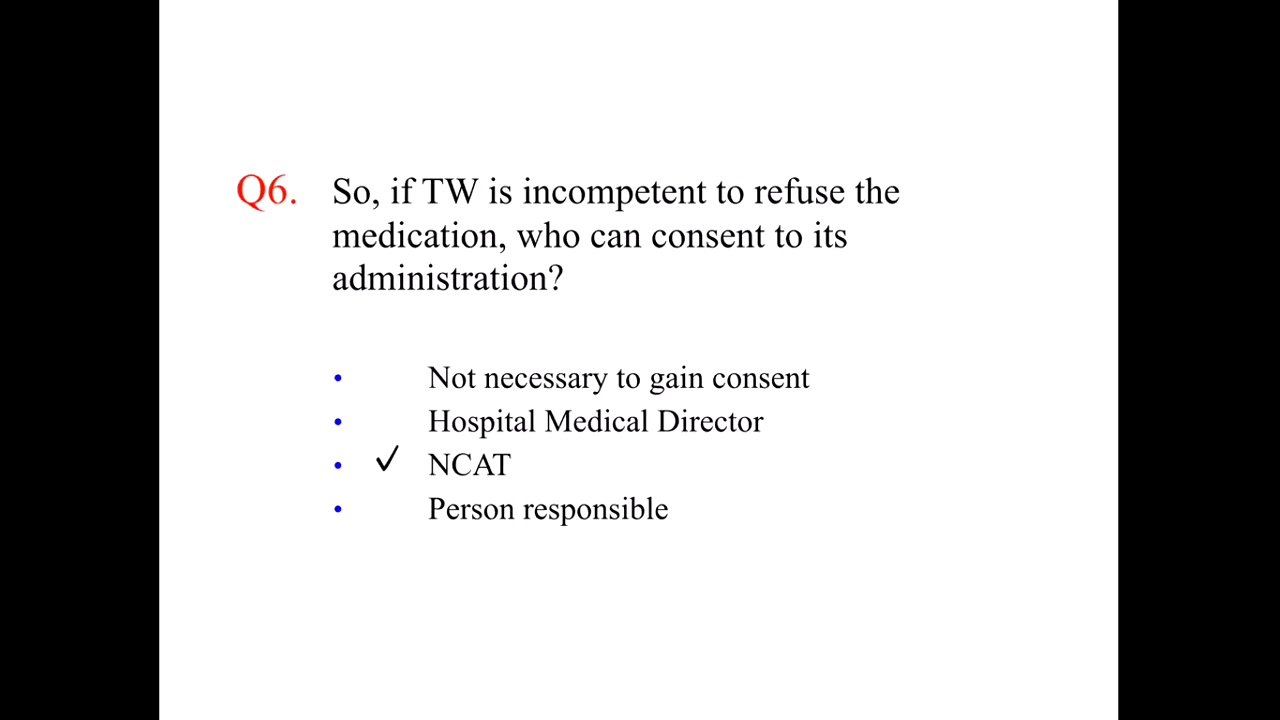 Q6. So, if TW is incompetent to refuse the
medication, who can consent to its
administration?
• Not necessary to gain consent
• Hospital Medical Director
• ✓ NCAT
• Person responsible